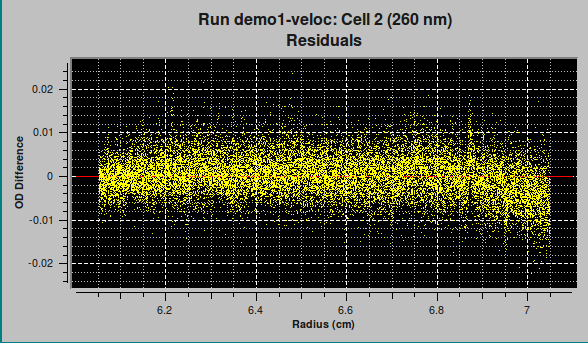 Run demo1-veloc: Cell 2 (260 nm)
Residuals
OD Difference
0.02
0.01
0
-0.01
-0.02
6.2 6.4 6.6 6.8 7
Radius (cm)